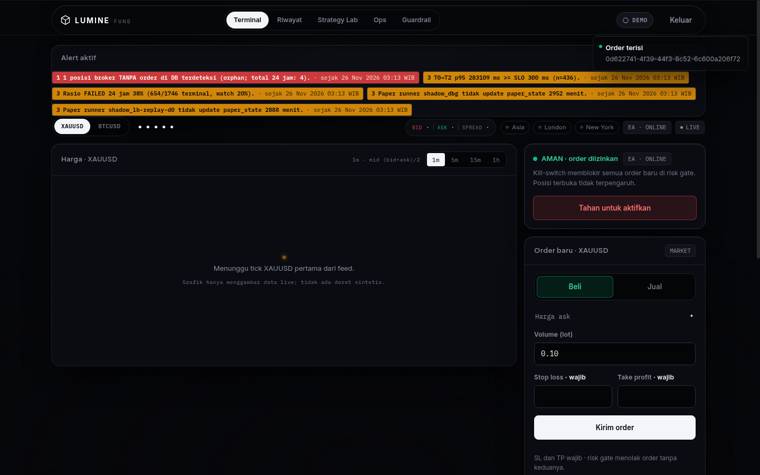 LUMINE FUND
Terminal Riwayat Strategy Lab Ops Guardrail
DEMO Keluar
Order terisi
0d622741-4f39-44f3-8c52-6c600a206f72
Alert aktif
1 1 posisi broker TANPA order di DB terdeteksi (orphan; total 24 jam: 4). · sejak 26 Nov 2026 03:13 WIB
3 T0→T2 p95 203109 ms >= SLO 300 ms (n=436). · sejak 26 Nov 2026 03:13 WIB
3 Rasio FAILED 24 jam 38% (654/1746 terminal, watch 20%). · sejak 26 Nov 2026 03:13 WIB
3 Paper runner shadow_dbg tidak update paper_state 2952 menit. · sejak 26 Nov 2026 03:13 WIB
3 Paper runner shadow_lb-replay-d0 tidak update paper_state 2888 menit. · sejak 26 Nov 2026 03:13 WIB
XAUUSD BTCUSD
BID · ASK · SPREAD ·
Asia London New York
EA · ONLINE LIVE
Harga · XAUUSD
1m · mid (bid+ask)/2
1m 5m 15m 1h
Menunggu tick XAUUSD pertama dari feed.
Grafik hanya menggambar data live; tidak ada deret sintetis.
AMAN · order diizinkan EA · ONLINE
Kill-switch memblokir semua order baru di risk gate.
Posisi terbuka tidak terpengaruh.
Tahan untuk aktifkan
Order baru · XAUUSD MARKET
Beli Jual
Harga ask
Volume (lot)
0.10
Stop loss · wajib Take profit · wajib
Kirim order
SL dan TP wajib · risk gate menolak order tanpa
keduanya.